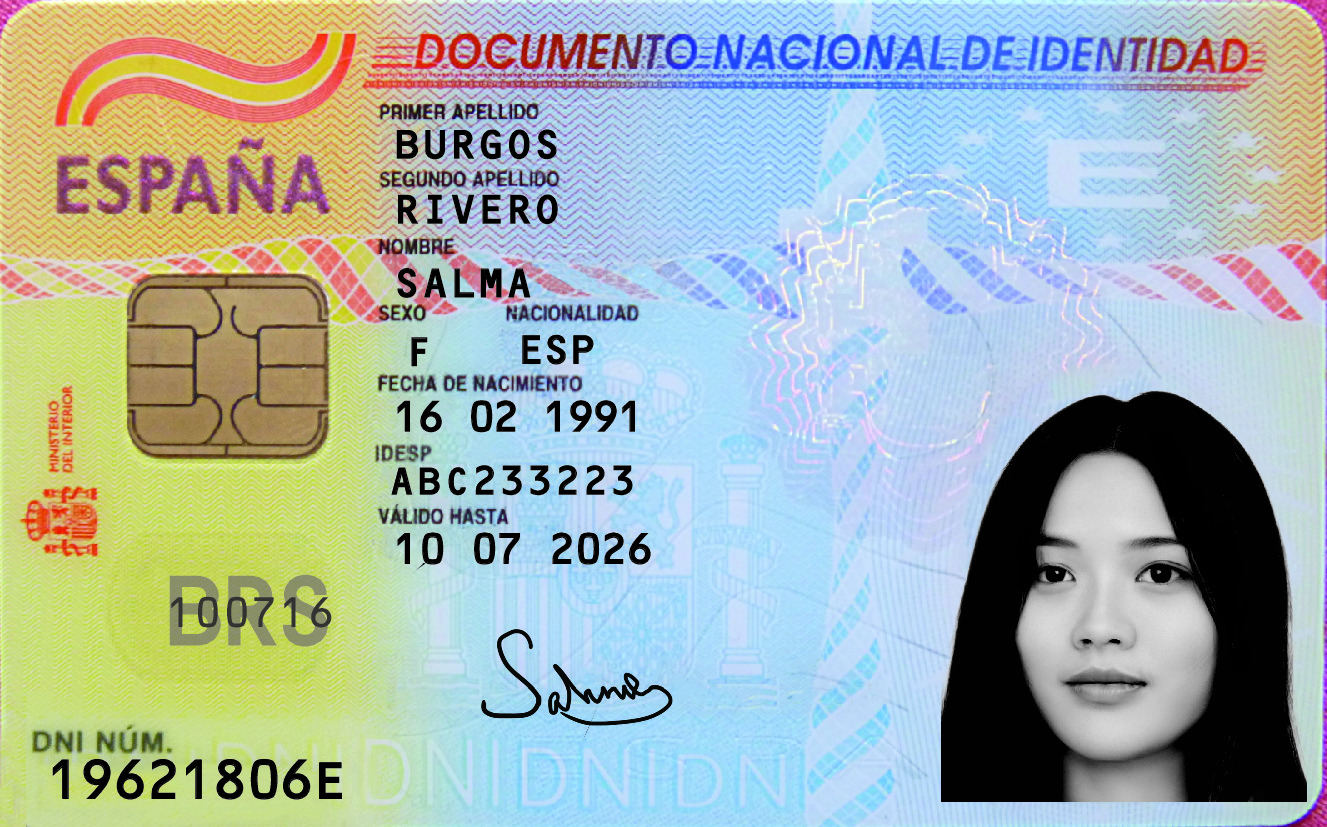 DOCUMENTO NACIONAL DE IDENTIDAD
ESPAÑA
PRIMER APELLIDO
BURGOS
SEGUNDO APELLIDO
RIVERO
NOMBRE
SALMA
SEXO NACIONALIDAD
F ESP
FECHA DE NACIMIENTO
16 02 1991
IDESP
ABC233223
VÁLIDO HASTA
10 07 2026
MINISTERIO
DEL INTERIOR
BRS
100716
Salma
DNI NÚM.
19621806E
DNIDNIDNIDNI
E